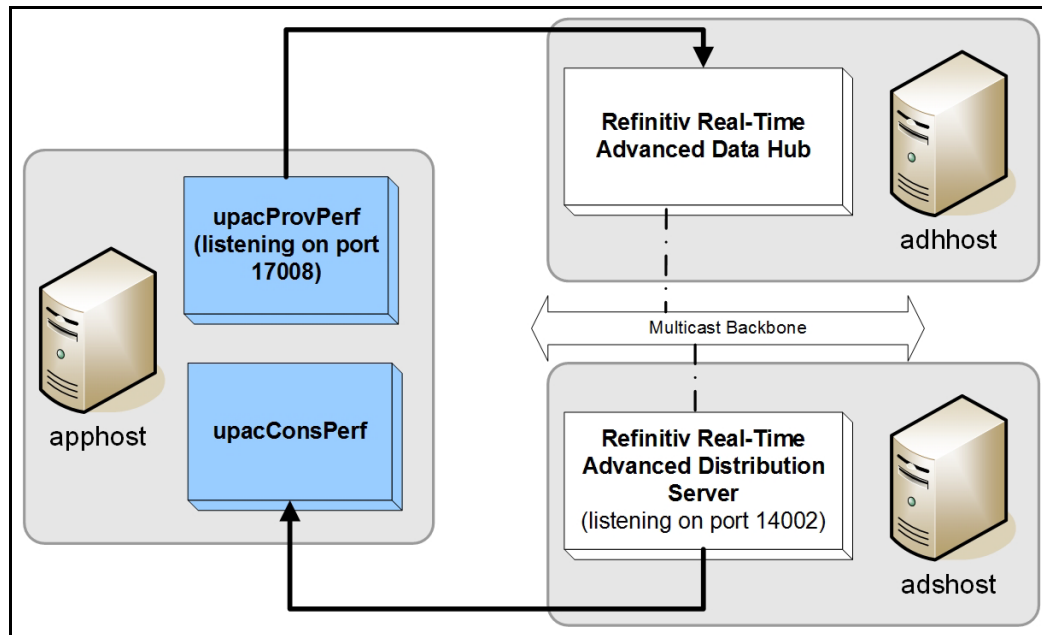 upacProvPerf
(listening on port
17008)
upacConsPerf
apphost
Refinitiv Real-Time
Advanced Data Hub
adhhost
Multicast Backbone
Refinitiv Real-Time
Advanced Distribution
Server
(listening on port 14002)
adshost